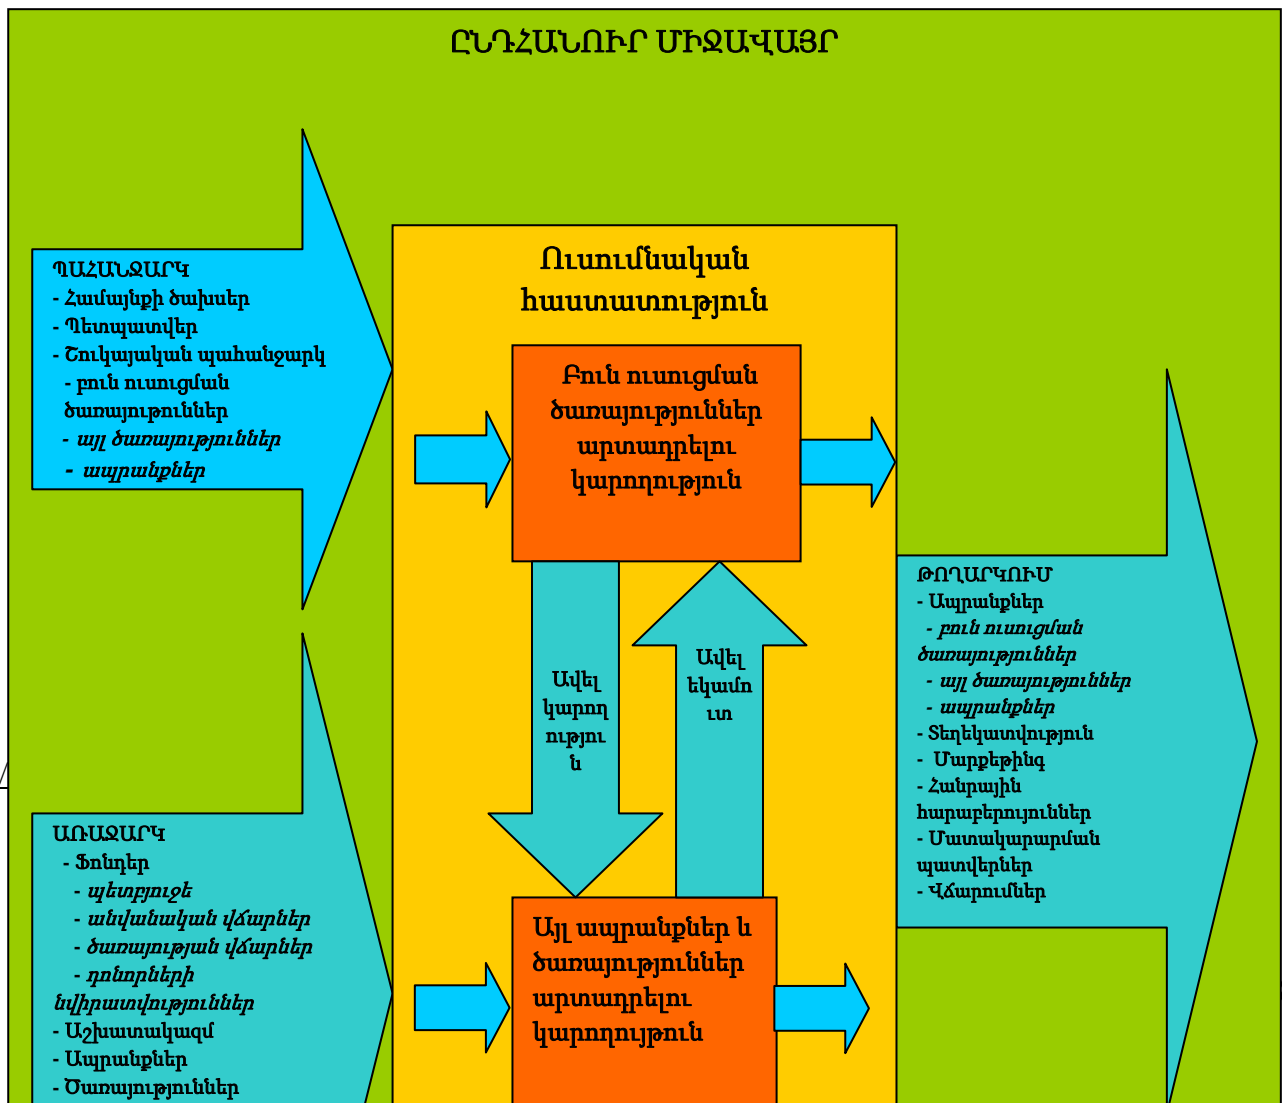 ԸՆԴՀԱՆՈՒՐ ՄԻՋԱՎԱՅՐ
ՊԱՀԱՆՋԱՐԿ
- Համայնքի ծախսեր
- Պետպատվեր
- Շուկայական պահանջարկ
- բուն ուսուցման
ծառայութուններ
- այլ ծառայություններ
- ապրանքներ
Ուսումնական
հաստատություն
Բուն ուսուցման
ծառայություններ
արտադրելու
կարողություն
Ավել
կարող
ությու
ն
Ավել
եկամո
ւտ
ԱՌԱՋԱՐԿ
- Ֆոնդեր
- պետբյուջե
- անվանական վճարներ
- ծառայության վճարներ
- դոնորների
նվիրատվություններ
- Աշխատակազմ
- Ապրանքներ
- Ծառայություններ
Այլ ապրանքներ և
ծառայություններ
արտադրելու
կարողույթուն
ԹՈՂԱՐԿՈՒՄ
- Ապրանքներ
- բուն ուսուցման
ծառայություններ
- այլ ծառայություններ
- ապրանքներ
- Տեղեկատվություն
- Մարքեթինգ
- Հանրային
հարաբերույուններ
- Մատակարարման
պատվերներ
- Վճարումներ